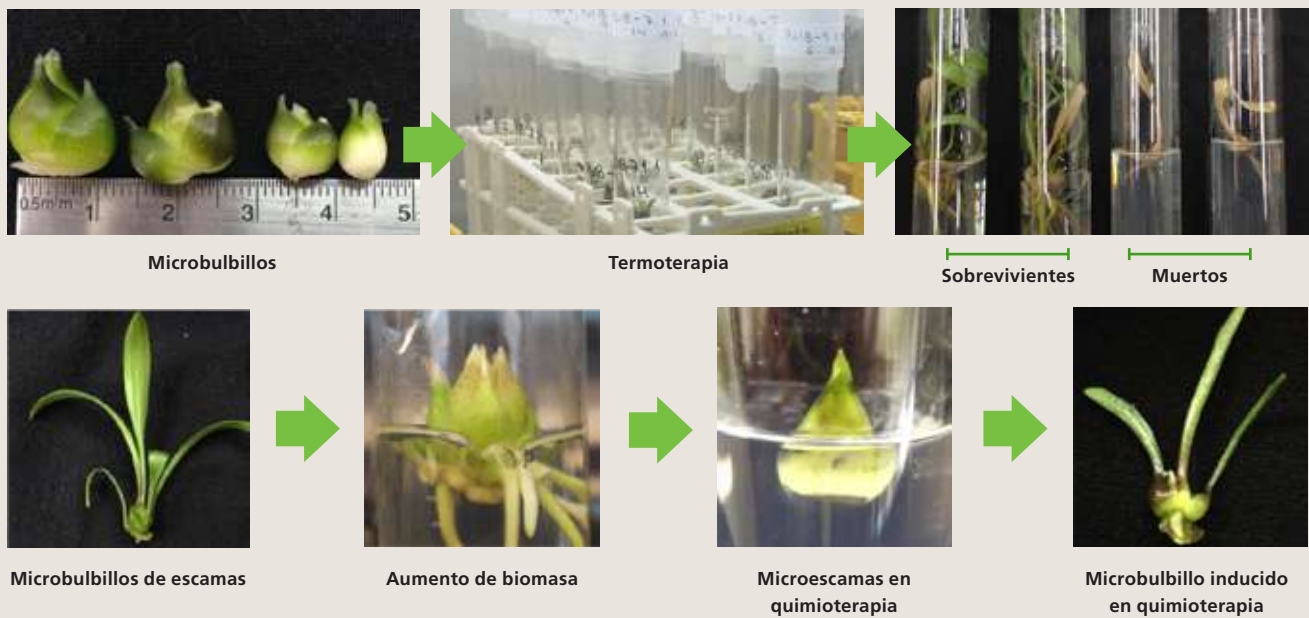 0.5m'm 1 2 3 4 5
Microbulbillos
Termoterapia
Sobrevivientes
Muertos
Microbulbillos de escamas
Aumento de biomasa
Microescamas en
quimioterapia
Microbulbillo inducido
en quimioterapia